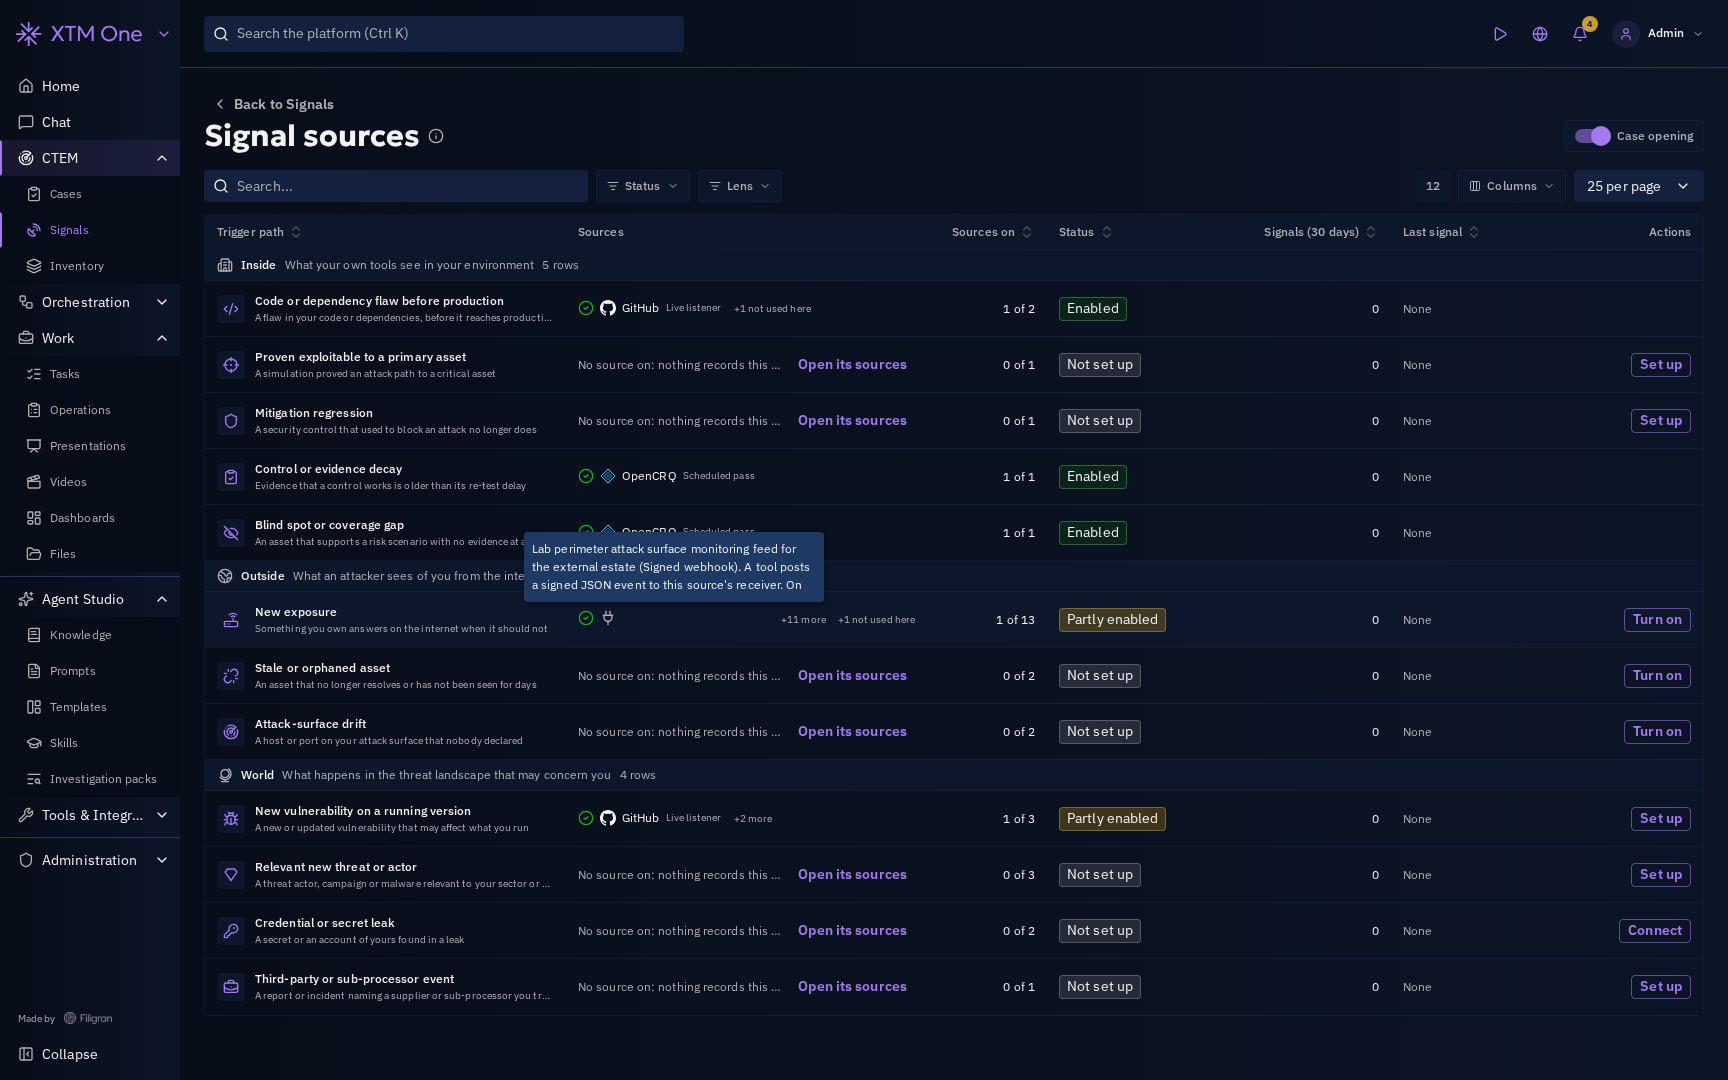 XTM One
Search the platform (Ctrl K)
4
Admin
Home
Chat
CTEM
Cases
Signals
Inventory
Orchestration
Work
Tasks
Operations
Presentations
Videos
Dashboards
Files
Agent Studio
Knowledge
Prompts
Templates
Skills
Investigation packs
Tools & Integr...
Administration
Made by Filigran
Collapse
Back to Signals
Signal sources
Case opening
Search...
Status
Lens
12
Columns
25 per page
Trigger path Sources Sources on Status Signals (30 days) Last signal Actions
Inside What your own tools see in your environment 5 rows
Code or dependency flaw before production
A flaw in your code or dependencies, before it reaches producti...
GitHub Live listener +1 not used here 1 of 2 Enabled 0 None
Proven exploitable to a primary asset
A simulation proved an attack path to a critical asset
No source on: nothing records this ... Open its sources 0 of 1 Not set up 0 None Set up
Mitigation regression
A security control that used to block an attack no longer does
No source on: nothing records this ... Open its sources 0 of 1 Not set up 0 None Set up
Control or evidence decay
Evidence that a control works is older than its re-test delay
OpenCRQ Scheduled pass 1 of 1 Enabled 0 None
Blind spot or coverage gap
An asset that supports a risk scenario with no evidence at a
OpenCRQ Scheduled pass 1 of 1 Enabled 0 None
Lab perimeter attack surface monitoring feed for
the external estate (Signed webhook). A tool posts
a signed JSON event to this source's receiver. On
Outside What an attacker sees of you from the inte
New exposure
Something you own answers on the internet when it should not
+11 more +1 not used here 1 of 13 Partly enabled 0 None Turn on
Stale or orphaned asset
An asset that no longer resolves or has not been seen for days
No source on: nothing records this ... Open its sources 0 of 2 Not set up 0 None Turn on
Attack-surface drift
A host or port on your attack surface that nobody declared
No source on: nothing records this ... Open its sources 0 of 2 Not set up 0 None Turn on
World What happens in the threat landscape that may concern you 4 rows
New vulnerability on a running version
A new or updated vulnerability that may affect what you run
GitHub Live listener +2 more 1 of 3 Partly enabled 0 None Set up
Relevant new threat or actor
A threat actor, campaign or malware relevant to your sector or ...
No source on: nothing records this ... Open its sources 0 of 3 Not set up 0 None Set up
Credential or secret leak
A secret or an account of yours found in a leak
No source on: nothing records this ... Open its sources 0 of 2 Not set up 0 None Connect
Third-party or sub-processor event
A report or incident naming a supplier or sub-processor you tr...
No source on: nothing records this ... Open its sources 0 of 1 Not set up 0 None Set up